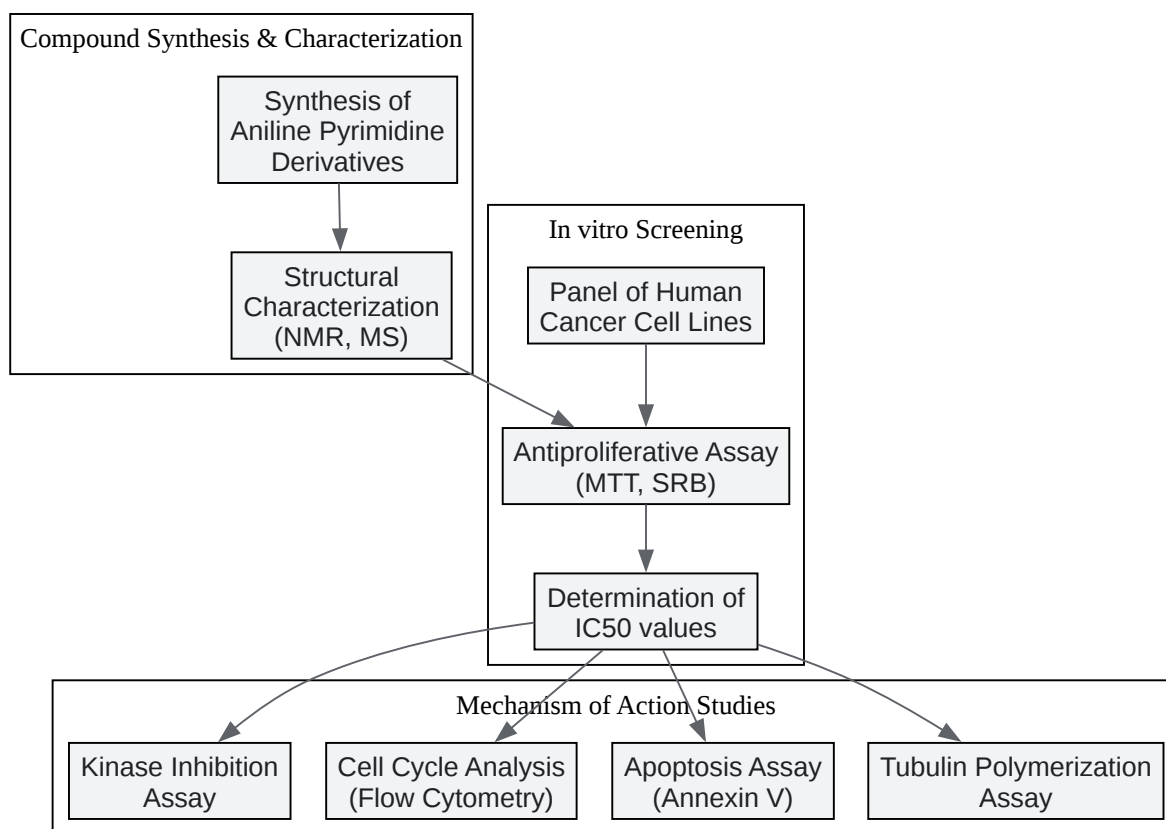 Compound Synthesis & Characterization
Synthesis of
Aniline Pyrimidine
Derivatives
Structural
Characterization
(NMR, MS)
In vitro Screening
Panel of Human
Cancer Cell Lines
Antiproliferative Assay
(MTT, SRB)
Determination of
IC50 values
Mechanism of Action Studies
Kinase Inhibition
Assay
Cell Cycle Analysis
(Flow Cytometry)
Apoptosis Assay
(Annexin V)
Tubulin Polymerization
Assay